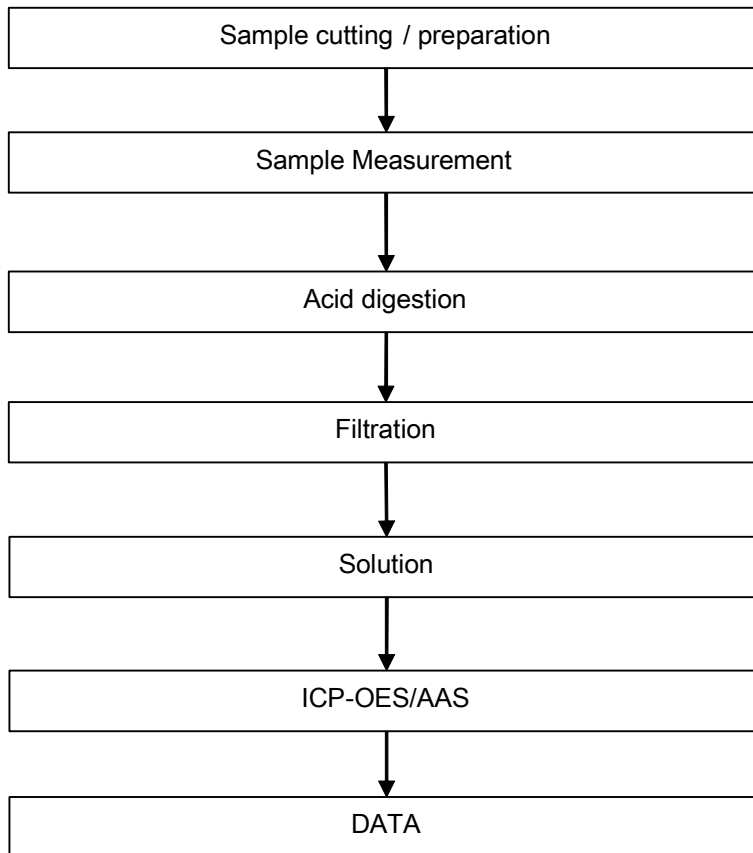 Sample cutting / preparation
Sample Measurement
Acid digestion
Filtration
Solution
ICP-OES/AAS
DATA